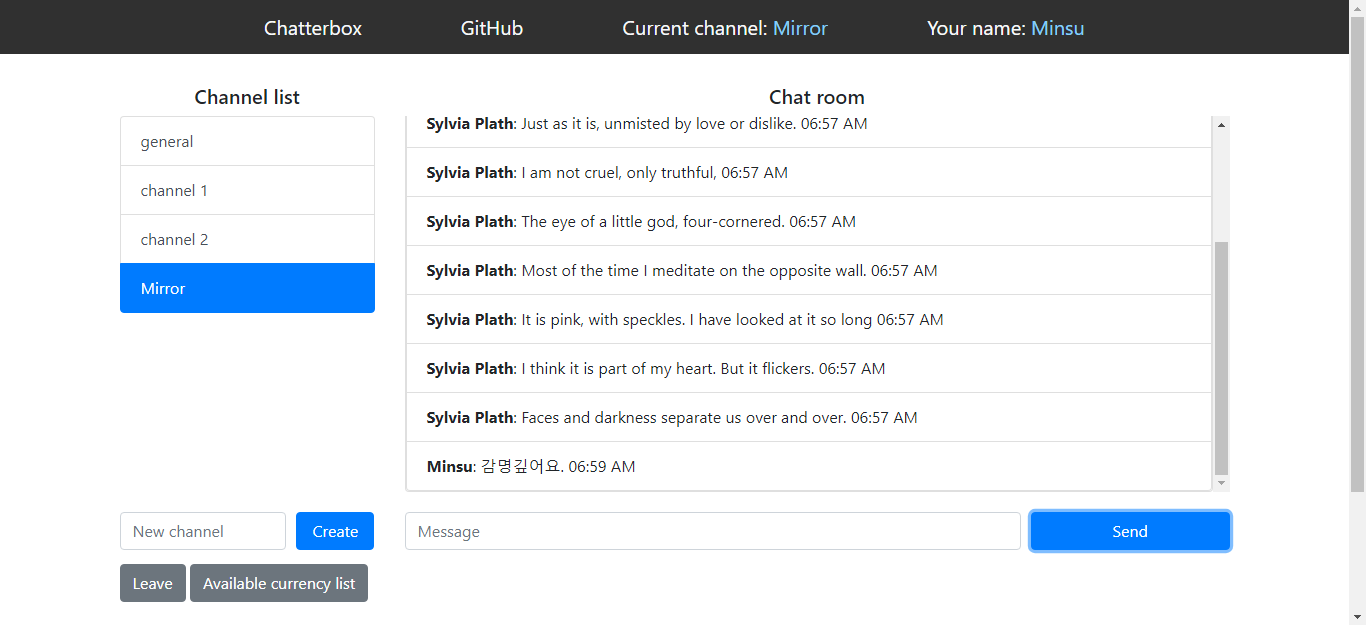 Chatterbox GitHub Current channel: Mirror Your name: Minsu
Channel list
general
channel 1
channel 2
Mirror
New channel Create
Leave Available currency list
Chat room
Sylvia Plath: Just as it is, unmisted by love or dislike. 06:57 AM
Sylvia Plath: I am not cruel, only truthful, 06:57 AM
Sylvia Plath: The eye of a little god, four-cornered. 06:57 AM
Sylvia Plath: Most of the time I meditate on the opposite wall. 06:57 AM
Sylvia Plath: It is pink, with speckles. I have looked at it so long 06:57 AM
Sylvia Plath: I think it is part of my heart. But it flickers. 06:57 AM
Sylvia Plath: Faces and darkness separate us over and over. 06:57 AM
Minsu: 감명깊어요. 06:59 AM
Message Send